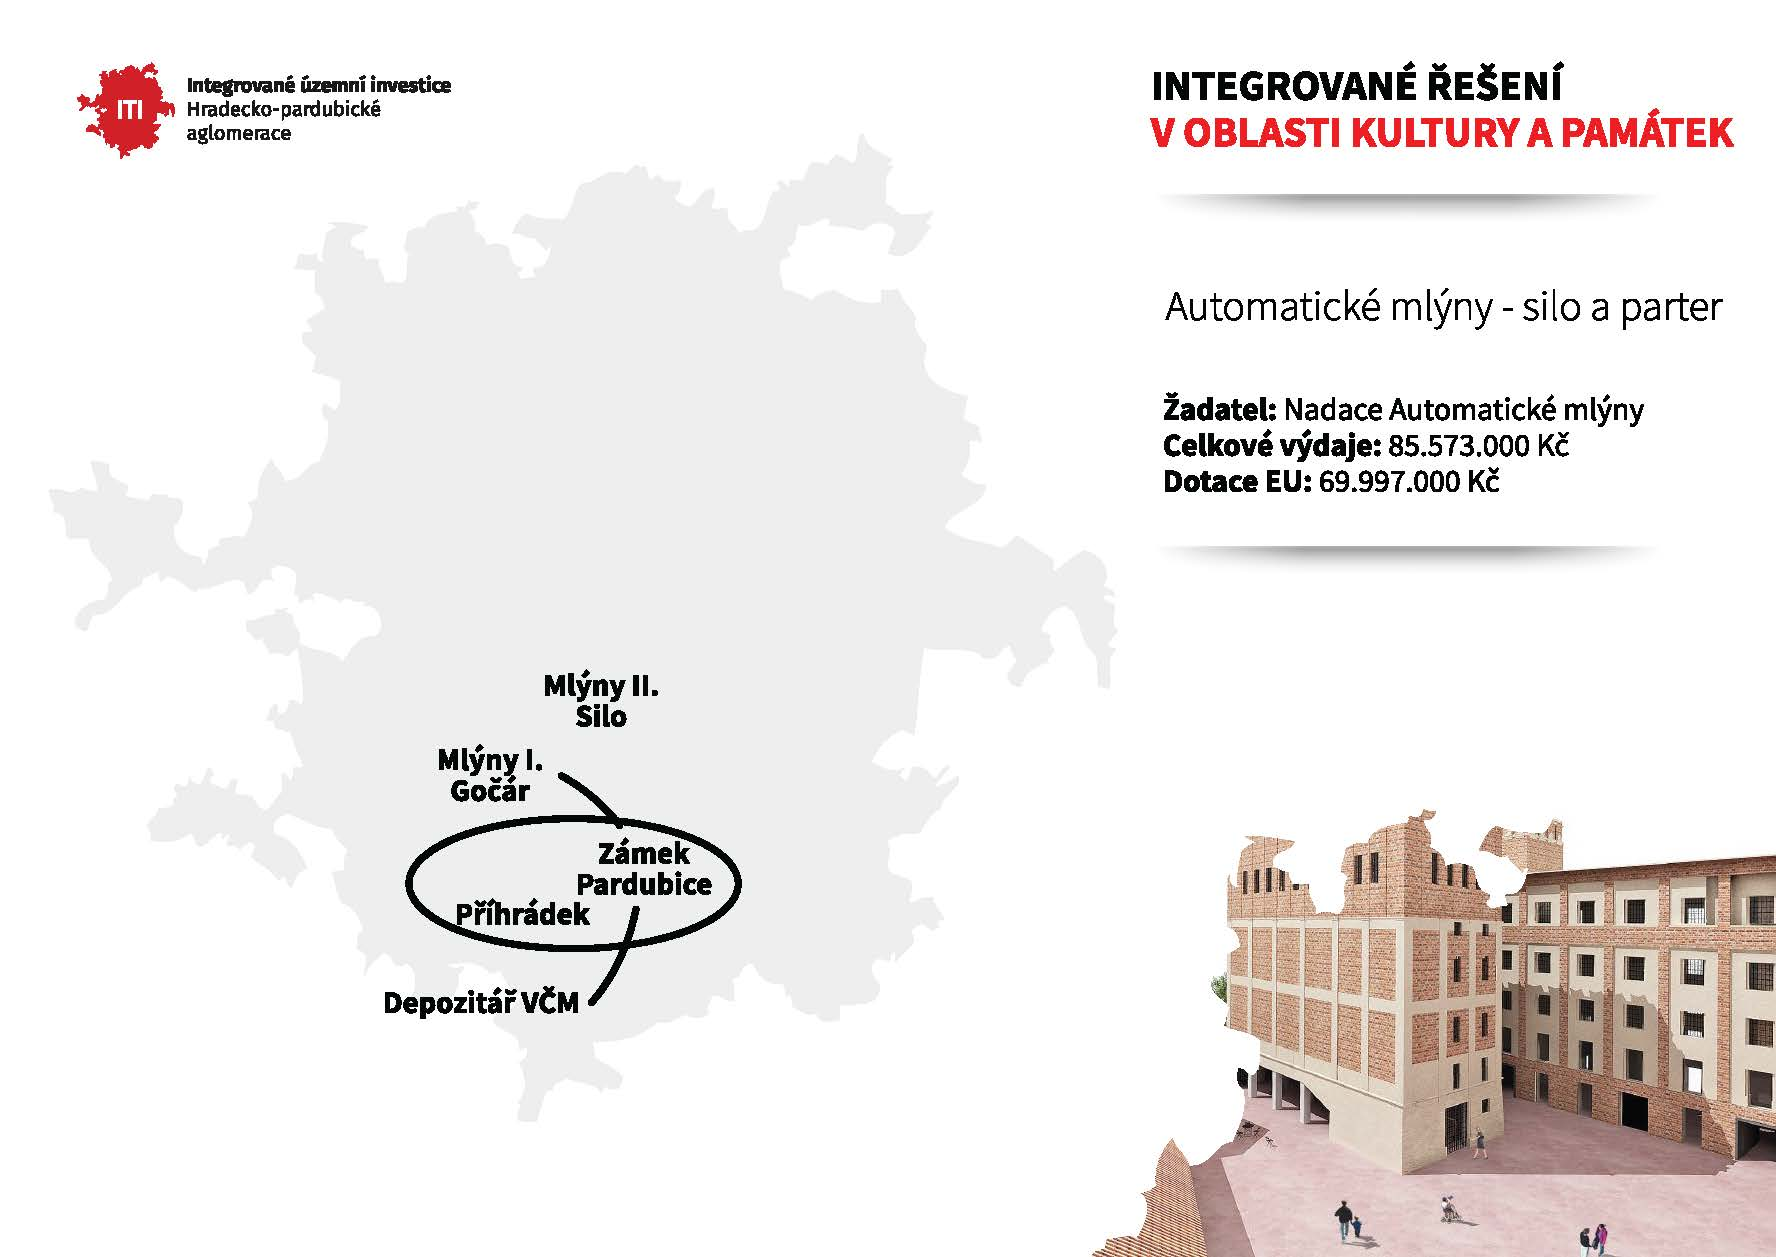 ITI
Integrované územní investice
Hradecko-pardubické
aglomerace
INTEGROVANÉ ŘEŠENÍ
V OBLASTI KULTURY A PAMÁTEK
Automatické mlýny - silo a parter
Žadatel: Nadace Automatické mlýny
Celkové výdaje: 85.573.000 Kč
Dotace EU: 69.997.000 Kč
Mlýny II.
Silo
Mlýny I.
Gočár
Zámek
Pardubice
Příhrádek
Depozitář VČM